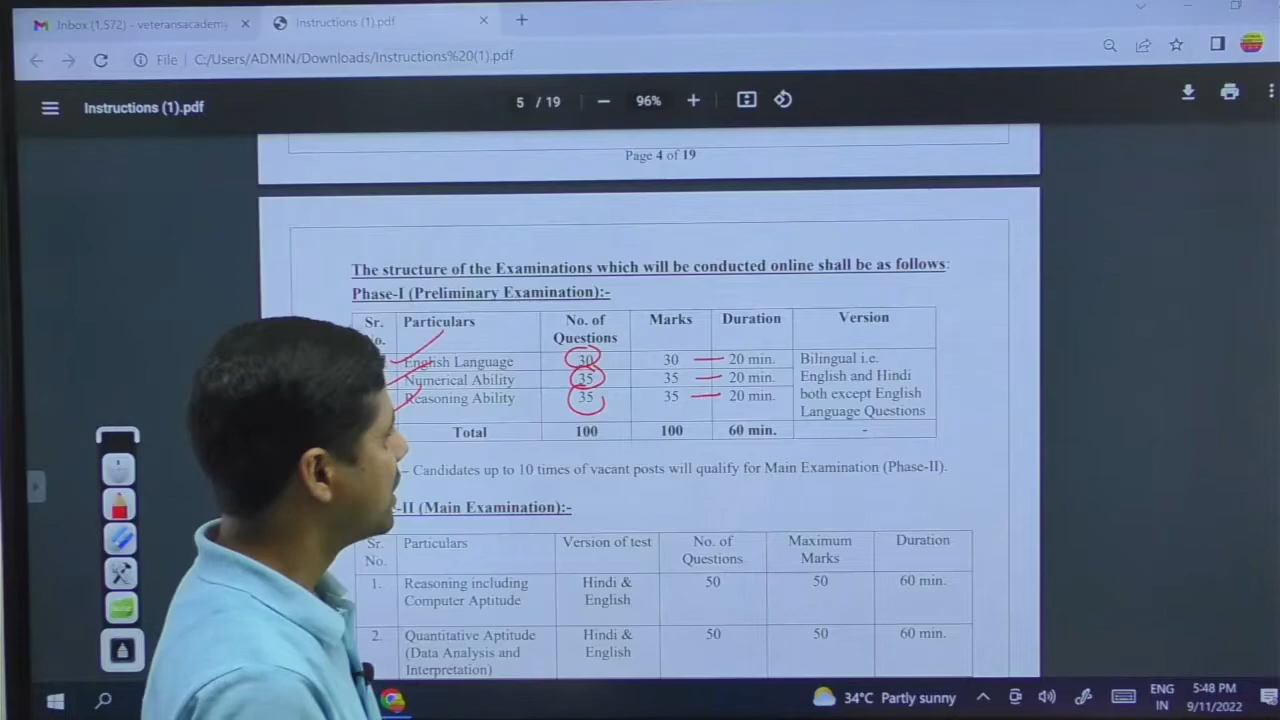 Inbox (1,572) - veteransacademy
Instructions (1).pdf
File | C:/Users/ADMIN/Downloads/Instructions%20(1).pdf
Instructions (1).pdf
5 / 19
96%
Page 4 of 19
The structure of the Examinations which will be conducted online shall be as follows:
Phase-I (Preliminary Examination):-
Sr. Particulars No. of Questions Marks Duration Version
English Language 30 30 20 min. Bilingual i.e.
Numerical Ability 35 35 20 min. English and Hindi
Reasoning Ability 35 35 20 min. both except English
Language Questions
Total 100 100 60 min. -
– Candidates up to 10 times of vacant posts will qualify for Main Examination (Phase-II).
-II (Main Examination):-
Sr. No. Particulars Version of test No. of Questions Maximum Marks Duration
1. Reasoning including Computer Aptitude Hindi & English 50 50 60 min.
2. Quantitative Aptitude (Data Analysis and Interpretation) Hindi & English 50 50 60 min.
34°C Partly sunny
ENG
IN
5:48 PM
9/11/2022